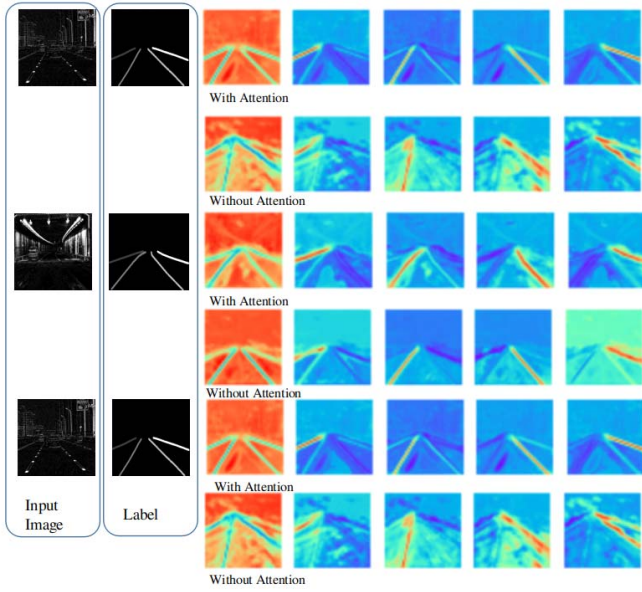 With Attention
Without Attention
With Attention
Without Attention
With Attention
Without Attention
Input
Image
Label